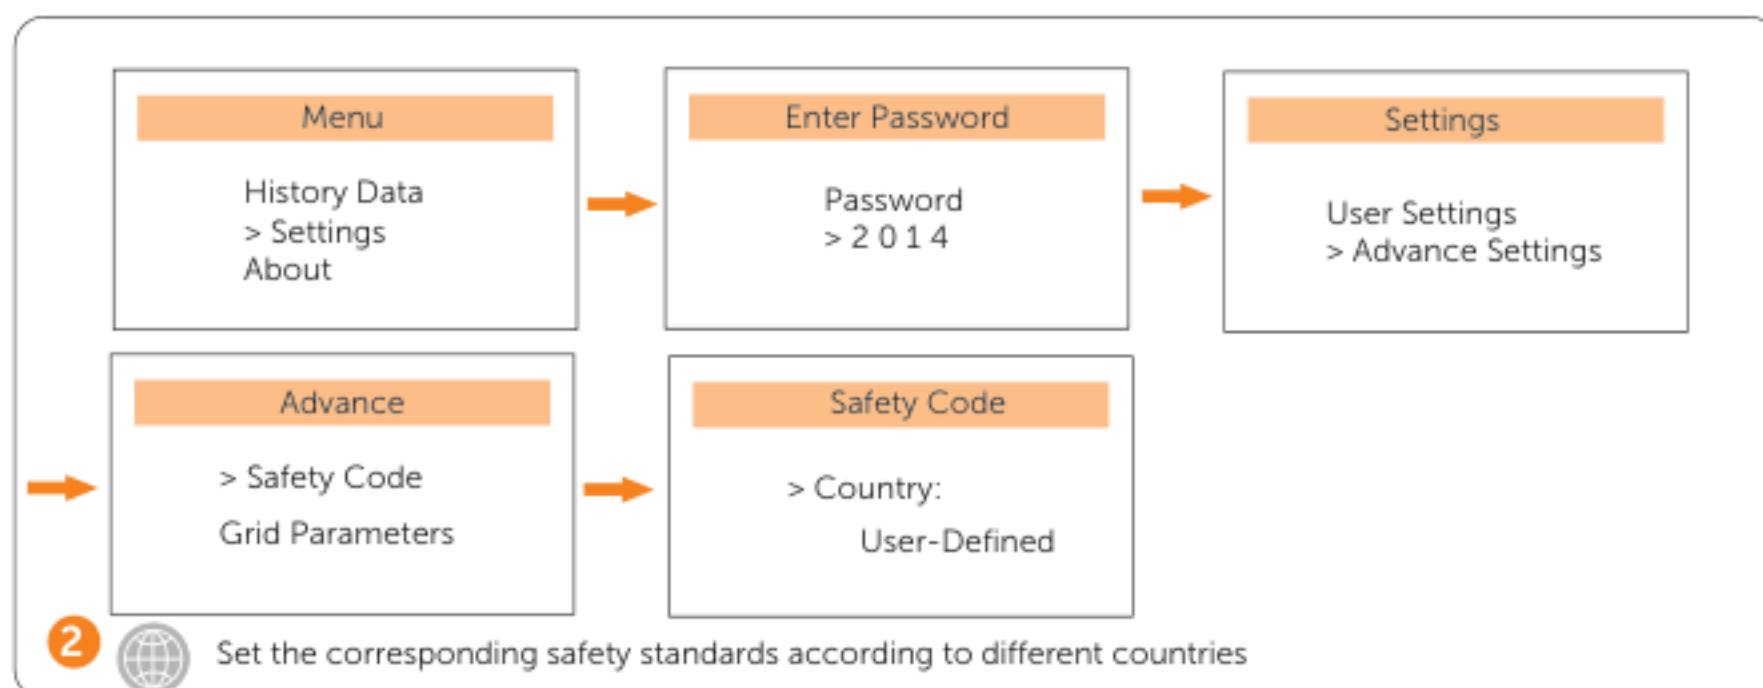 Menu
History Data
> Settings
About
Enter Password
Password
> 2 0 1 4
Settings
User Settings
> Advance Settings
Advance
> Safety Code
Grid Parameters
Safety Code
> Country:
User-Defined
2
Set the corresponding safety standards according to different countries